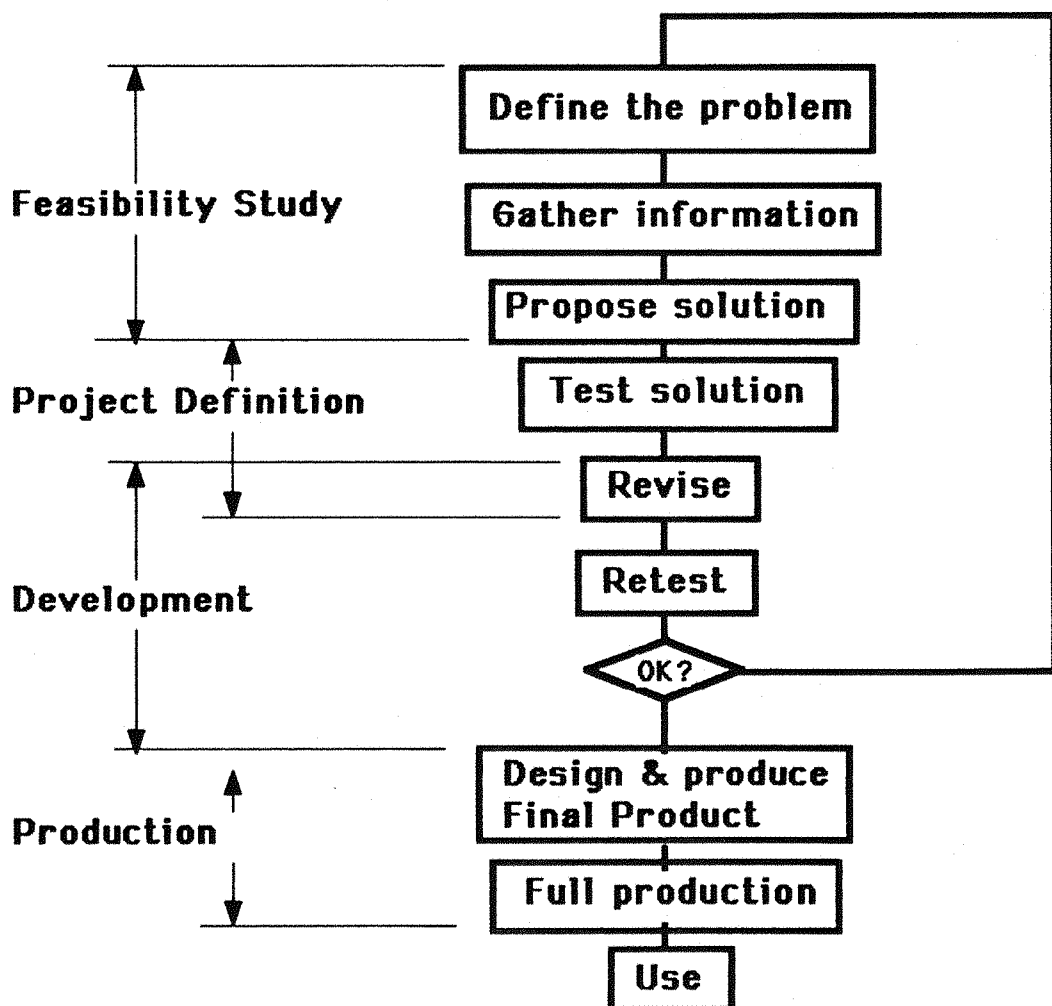 Define the problem
Feasibility Study
Gather information
Propose solution
Project Definition
Test solution
Revise
Development
Retest
OK?
Design & produce
Final Product
Production
Full production
Use